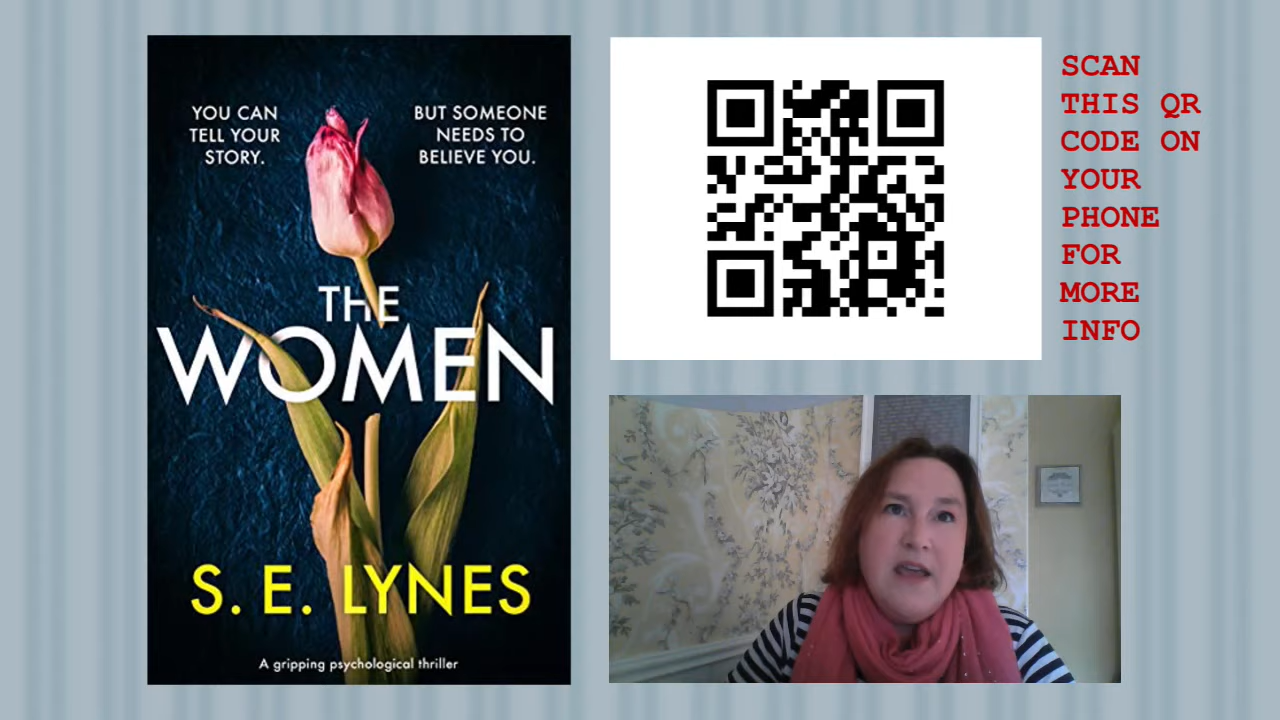 YOU CAN
TELL YOUR
STORY.
BUT SOMEONE
NEEDS TO
BELIEVE YOU.
THE
WOMEN
S. E. LYNES
A gripping psychological thriller
SCAN
THIS QR
CODE ON
YOUR
PHONE
FOR
MORE
INFO